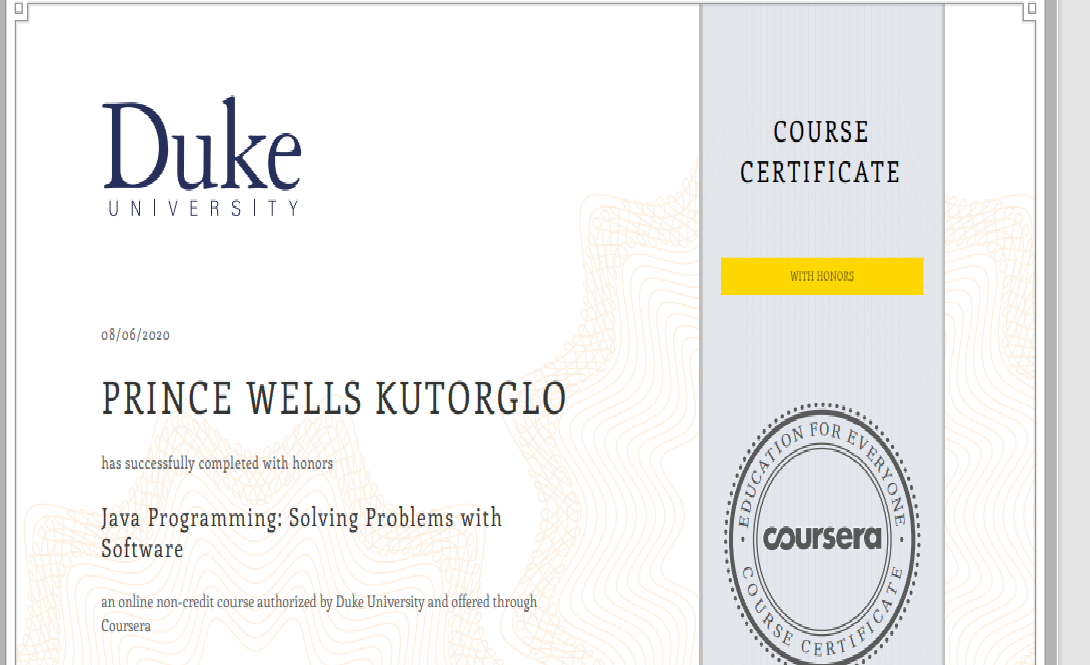 Duke
UNIVERSITY
08/06/2020
PRINCE WELLS KUTORGLO
has successfully completed with honors
Java Programming: Solving Problems with
Software
an online non-credit course authorized by Duke University and offered through
Coursera
COURSE
CERTIFICATE
WITH HONORS
EDUCATION FOR EVERYONE
coursera
COURSE CERTIFICATE